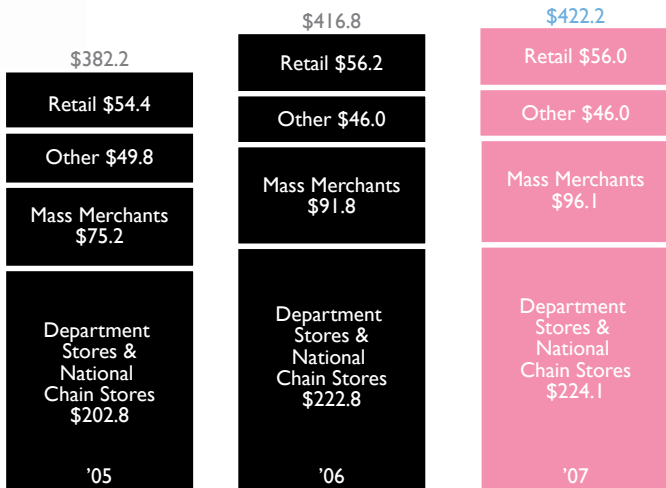 $382.2
Retail $54.4
Other $49.8
Mass Merchants
$75.2
Department
Stores &
National
Chain Stores
$202.8
'05
$416.8
Retail $56.2
Other $46.0
Mass Merchants
$91.8
Department
Stores &
National
Chain Stores
$222.8
'06
$422.2
Retail $56.0
Other $46.0
Mass Merchants
$96.1
Department
Stores &
National
Chain Stores
$224.1
'07